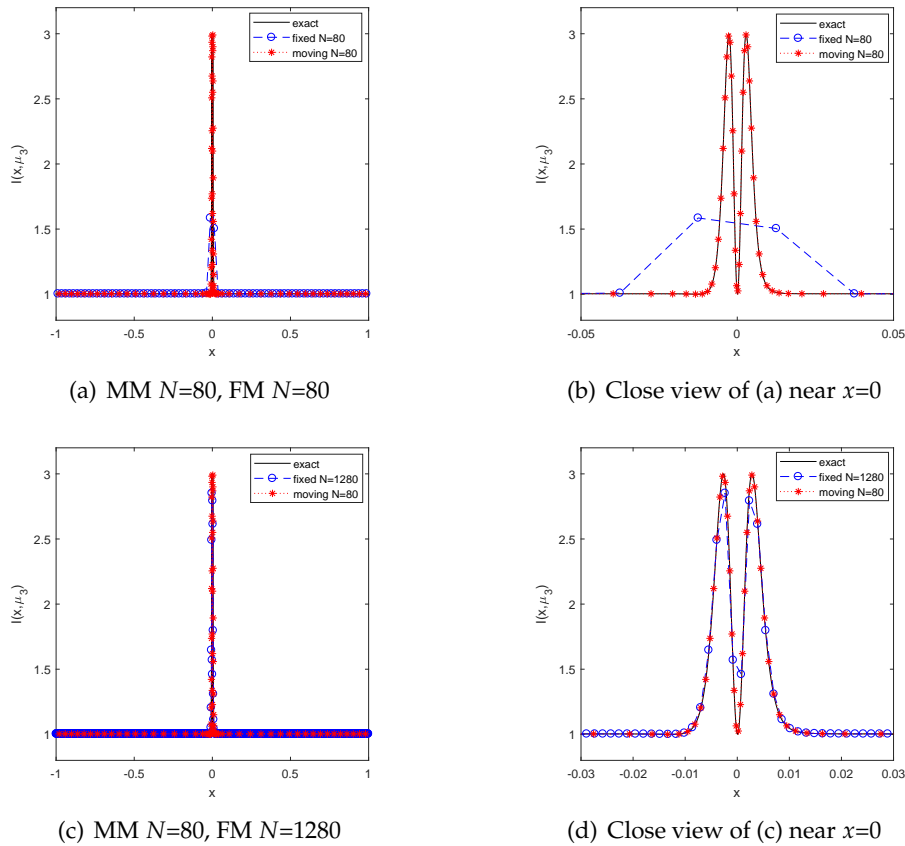 exact
fixed N=80
moving N=80
3
2.5
2
1.5
1
I(x,μ3)
-1 -0.5 0 0.5 1
x
(a) MM N=80, FM N=80
exact
fixed N=80
moving N=80
3
2.5
2
1.5
1
I(x,μ3)
-0.05 0 0.05
x
(b) Close view of (a) near x=0
exact
fixed N=1280
moving N=80
3
2.5
2
1.5
1
I(x,μ3)
-1 -0.5 0 0.5 1
x
(c) MM N=80, FM N=1280
exact
fixed N=1280
moving N=80
3
2.5
2
1.5
1
I(x,μ3)
-0.03 -0.02 -0.01 0 0.01 0.02 0.03
x
(d) Close view of (c) near x=0